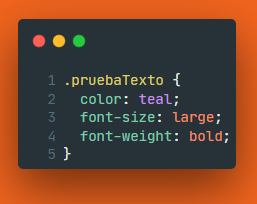 1 .pruebaTexto {
2   color: teal;
3   font-size: large;
4   font-weight: bold;
5 }